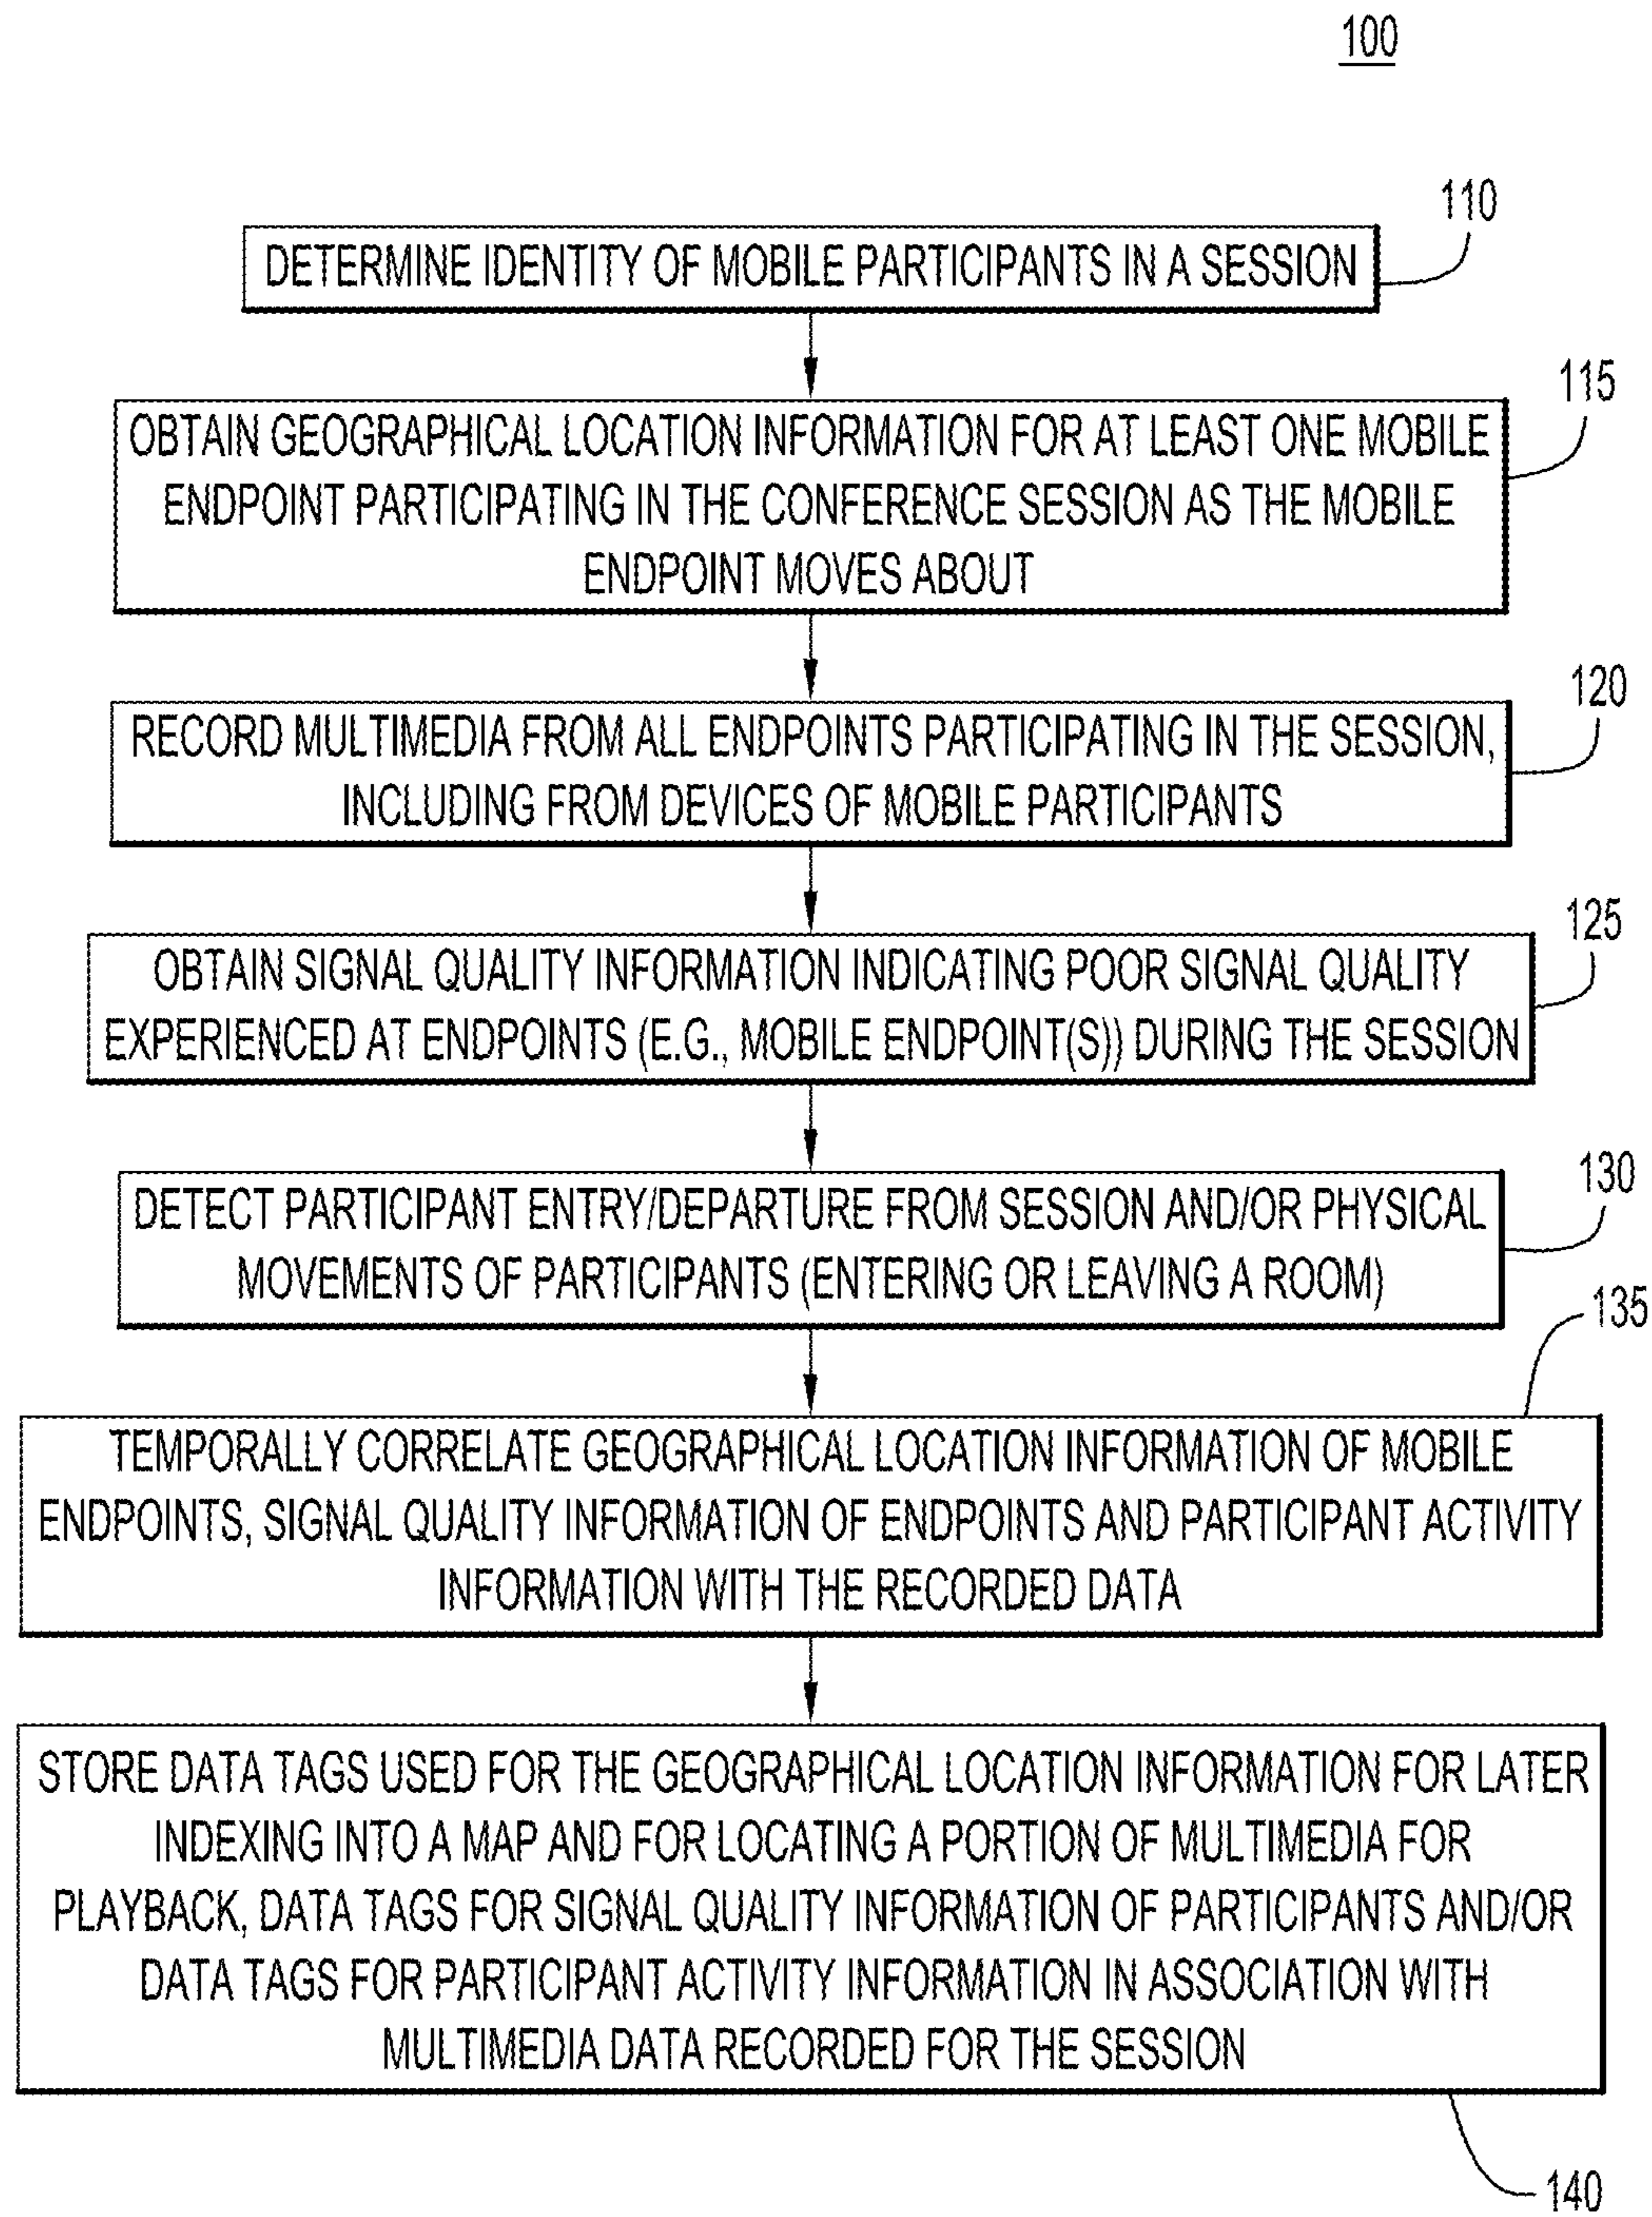 100
110
DETERMINE IDENTITY OF MOBILE PARTICIPANTS IN A SESSION
115
OBTAIN GEOGRAPHICAL LOCATION INFORMATION FOR AT LEAST ONE MOBILE
ENDPOINT PARTICIPATING IN THE CONFERENCE SESSION AS THE MOBILE
ENDPOINT MOVES ABOUT
120
RECORD MULTIMEDIA FROM ALL ENDPOINTS PARTICIPATING IN THE SESSION,
INCLUDING FROM DEVICES OF MOBILE PARTICIPANTS
125
OBTAIN SIGNAL QUALITY INFORMATION INDICATING POOR SIGNAL QUALITY
EXPERIENCED AT ENDPOINTS (E.G., MOBILE ENDPOINT(S)) DURING THE SESSION
130
DETECT PARTICIPANT ENTRY/DEPARTURE FROM SESSION AND/OR PHYSICAL
MOVEMENTS OF PARTICIPANTS (ENTERING OR LEAVING A ROOM)
135
TEMPORALLY CORRELATE GEOGRAPHICAL LOCATION INFORMATION OF MOBILE
ENDPOINTS, SIGNAL QUALITY INFORMATION OF ENDPOINTS AND PARTICIPANT ACTIVITY
INFORMATION WITH THE RECORDED DATA
STORE DATA TAGS USED FOR THE GEOGRAPHICAL LOCATION INFORMATION FOR LATER
INDEXING INTO A MAP AND FOR LOCATING A PORTION OF MULTIMEDIA FOR
PLAYBACK, DATA TAGS FOR SIGNAL QUALITY INFORMATION OF PARTICIPANTS AND/OR
DATA TAGS FOR PARTICIPANT ACTIVITY INFORMATION IN ASSOCIATION WITH
MULTIMEDIA DATA RECORDED FOR THE SESSION
140